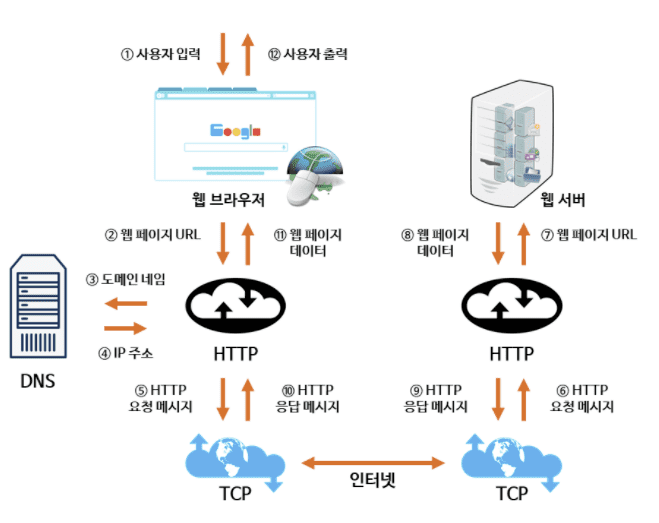 ① 사용자 입력
⑫ 사용자 출력
Google
웹 브라우저
웹 서버
② 웹 페이지 URL
⑪ 웹 페이지
데이터
⑧ 웹 페이지
데이터
⑦ 웹 페이지 URL
③ 도메인 네임
④ IP 주소
DNS
HTTP
HTTP
⑤ HTTP
요청 메시지
⑩ HTTP
응답 메시지
⑨ HTTP
응답 메시지
⑥ HTTP
요청 메시지
인터넷
TCP
TCP